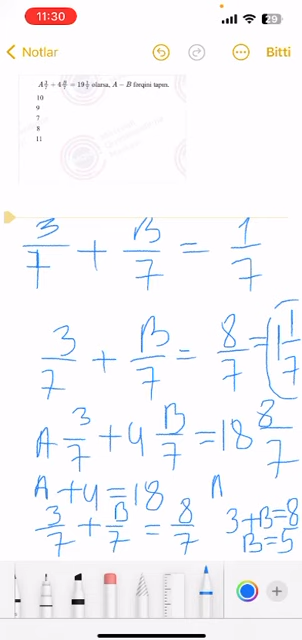 11:30
29
Notlar
Bitti
A 3/7 + 4 B/7 = 19 1/7 olarsa, A − B fərqini tapın.
10
9
7
8
11
3/7 + B/7 = 1/7
3/7 + B/7 = 8/7 = 1 1/7
A 3/7 + 4 B/7 = 18 8/7
A + 4 = 18 A
3/7 + B/7 = 8/7 3 + B = 8
B = 5